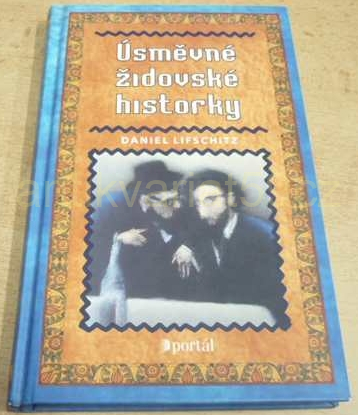 Úsměvné
židovské
historky
DANIEL LIFSCHITZ
portál